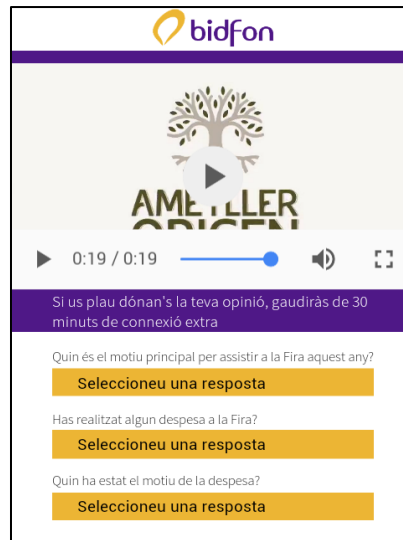 bidfon
AMETLLER
ORIGEN
0:19 / 0:19
Si us plau dónan's la teva opinió, gaudiràs de 30
minuts de connexió extra
Quin és el motiu principal per assistir a la Fira aquest any?
Seleccioneu una resposta
Has realitzat algun despesa a la Fira?
Seleccioneu una resposta
Quin ha estat el motiu de la despesa?
Seleccioneu una resposta